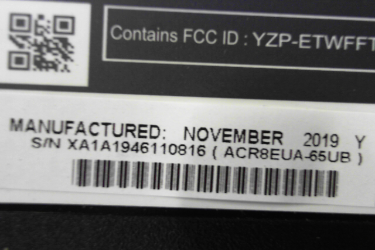 Contains FCC ID : YZP-ETWFFT
MANUFACTURED: NOVEMBER 2019 Y
S/N XA1A1946110816 ( ACR8EUA-65UB )